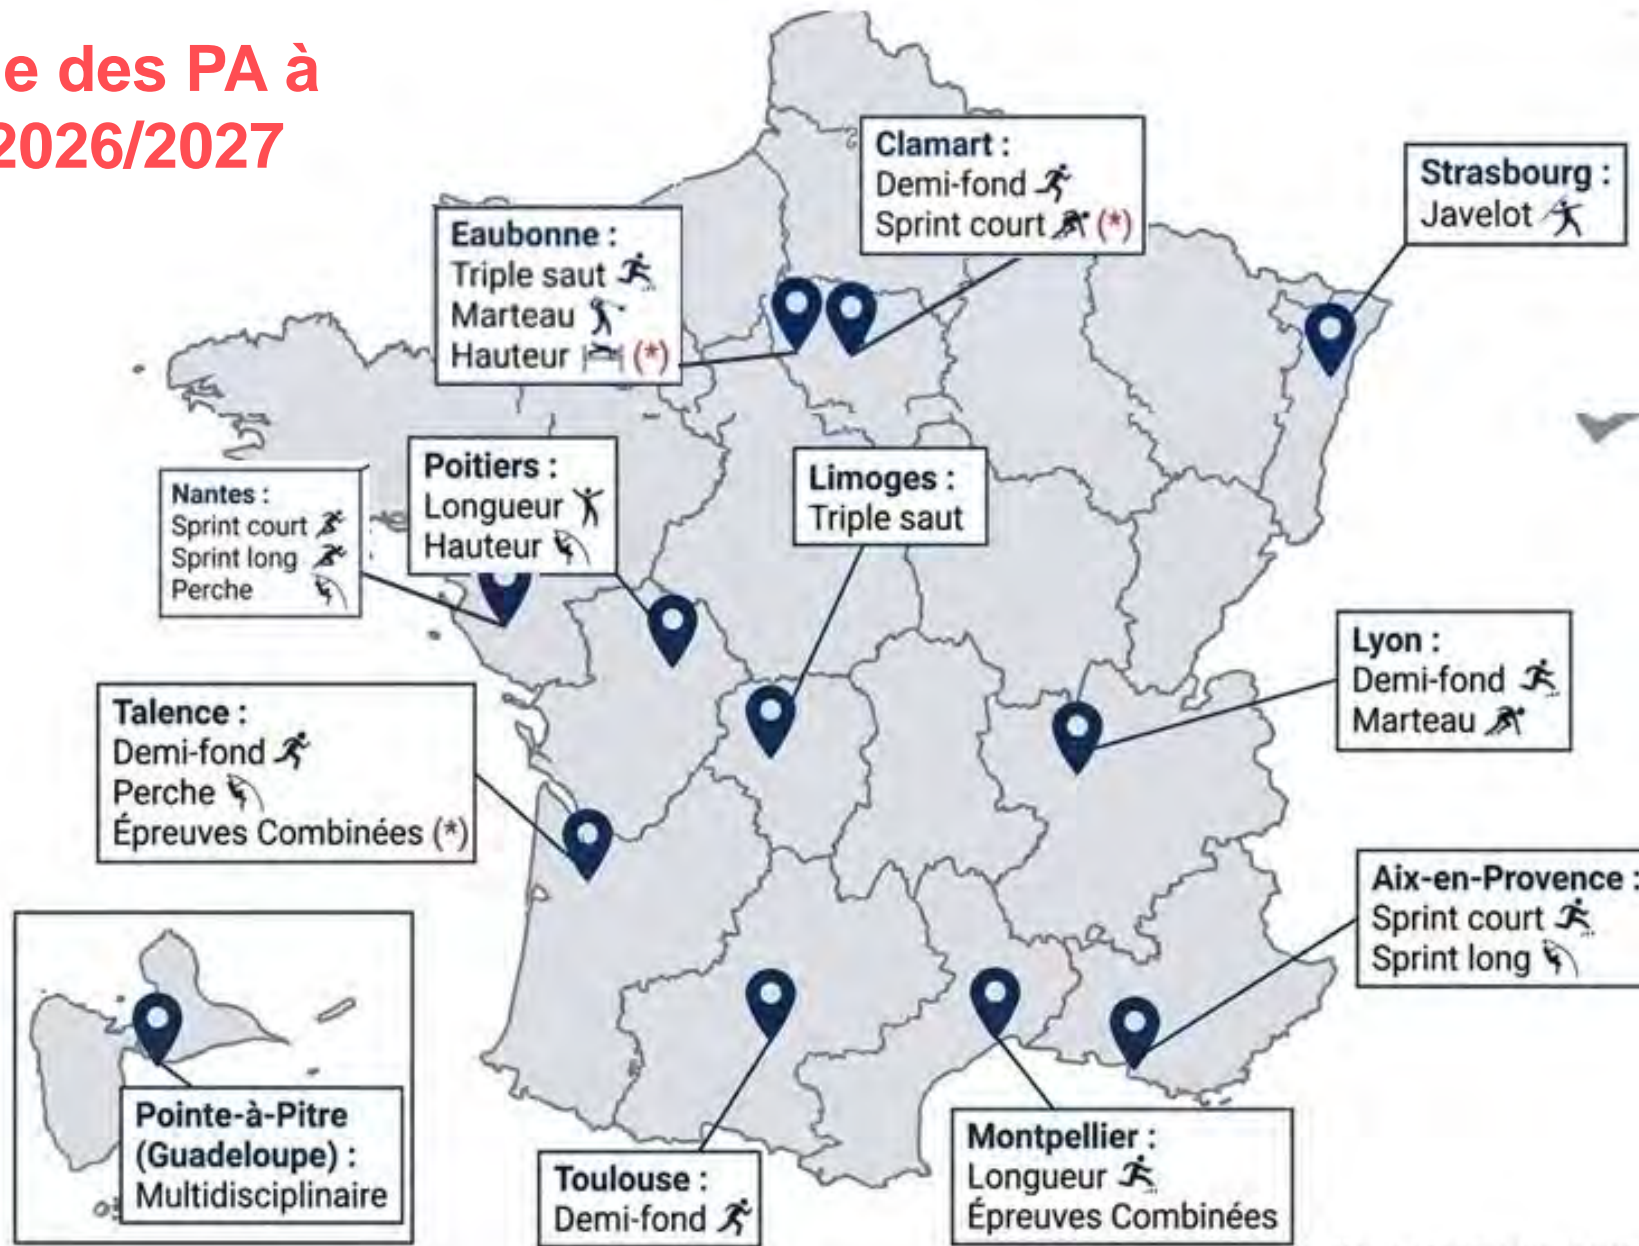 e des PA à
2026/2027
Clamart :
Demi-fond
Sprint court (*)
Strasbourg :
Javelot
Eaubonne :
Triple saut
Marteau
Hauteur (*)
Poitiers :
Longueur
Hauteur
Limoges :
Triple saut
Nantes :
Sprint court
Sprint long
Perche
Lyon :
Demi-fond
Marteau
Talence :
Demi-fond
Perche
Épreuves Combinées (*)
Aix-en-Provence :
Sprint court
Sprint long
Pointe-à-Pitre
(Guadeloupe) :
Multidisciplinaire
Toulouse :
Demi-fond
Montpellier :
Longueur
Épreuves Combinées